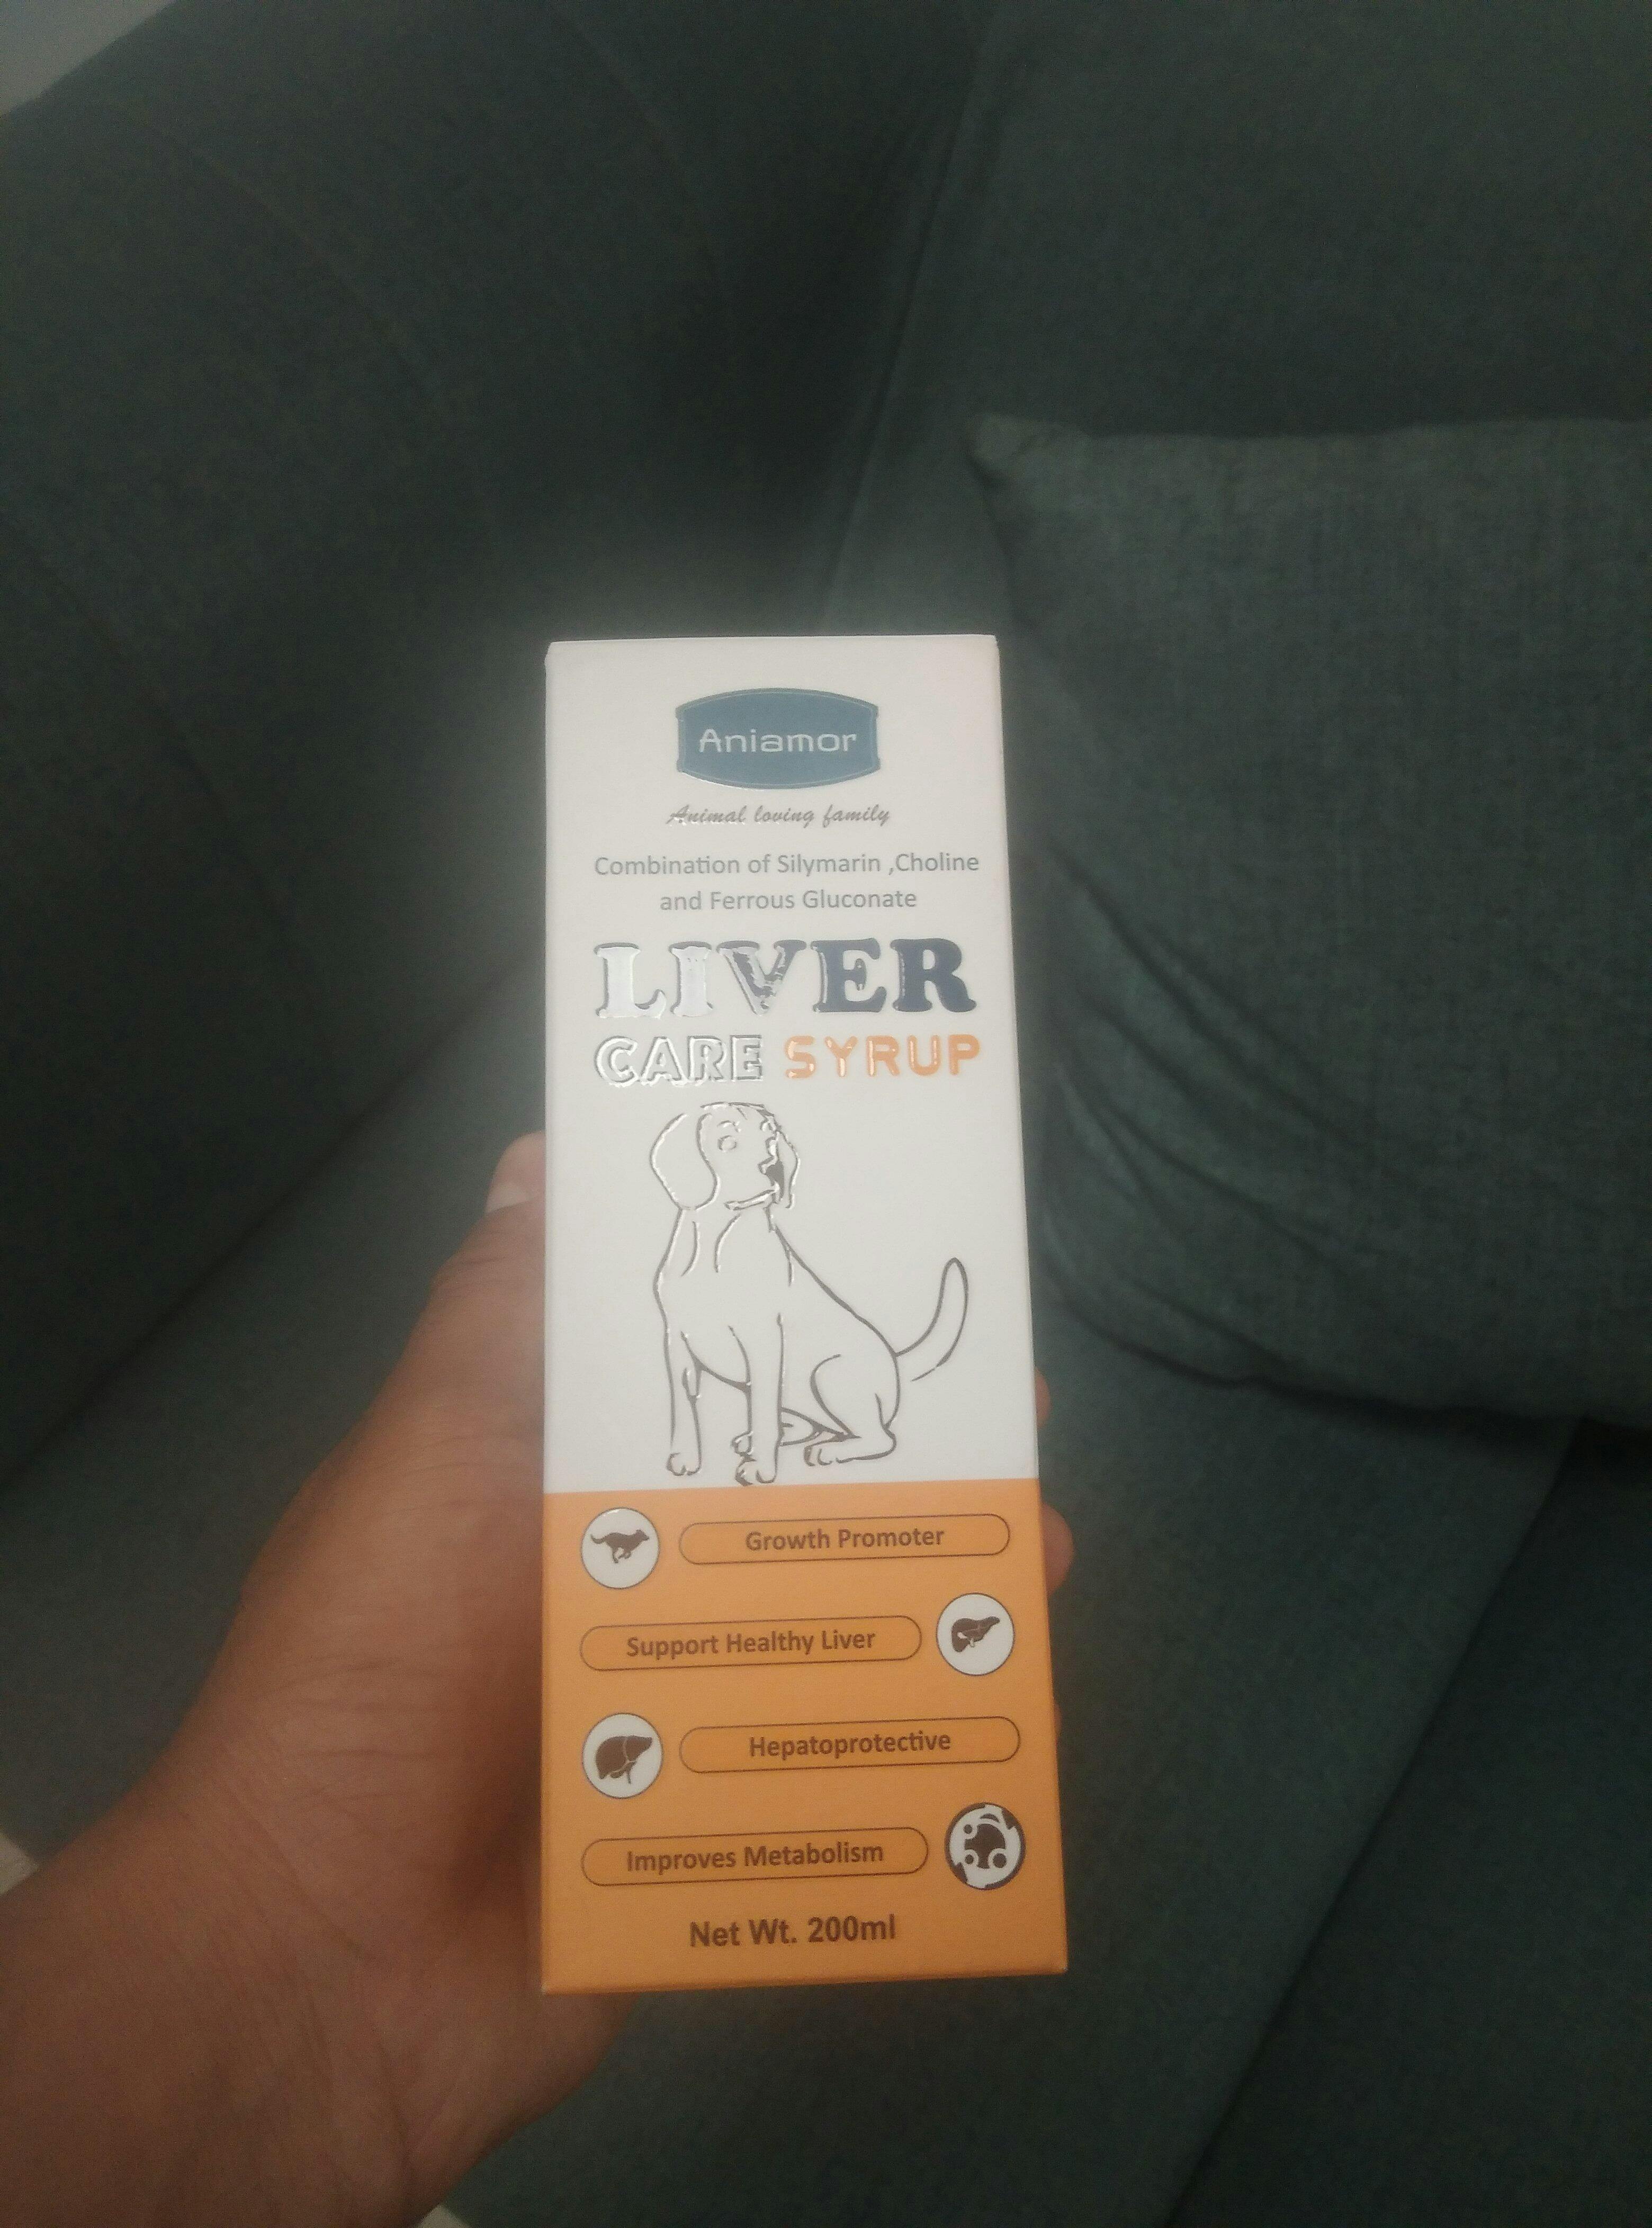 Aniamor
Animal loving family
Combination of Silymarin ,Choline
and Ferrous Gluconate
LIVER
CARE SYRUP
Growth Promoter
Support Healthy Liver
Hepatoprotective
Improves Metabolism
Net Wt. 200ml